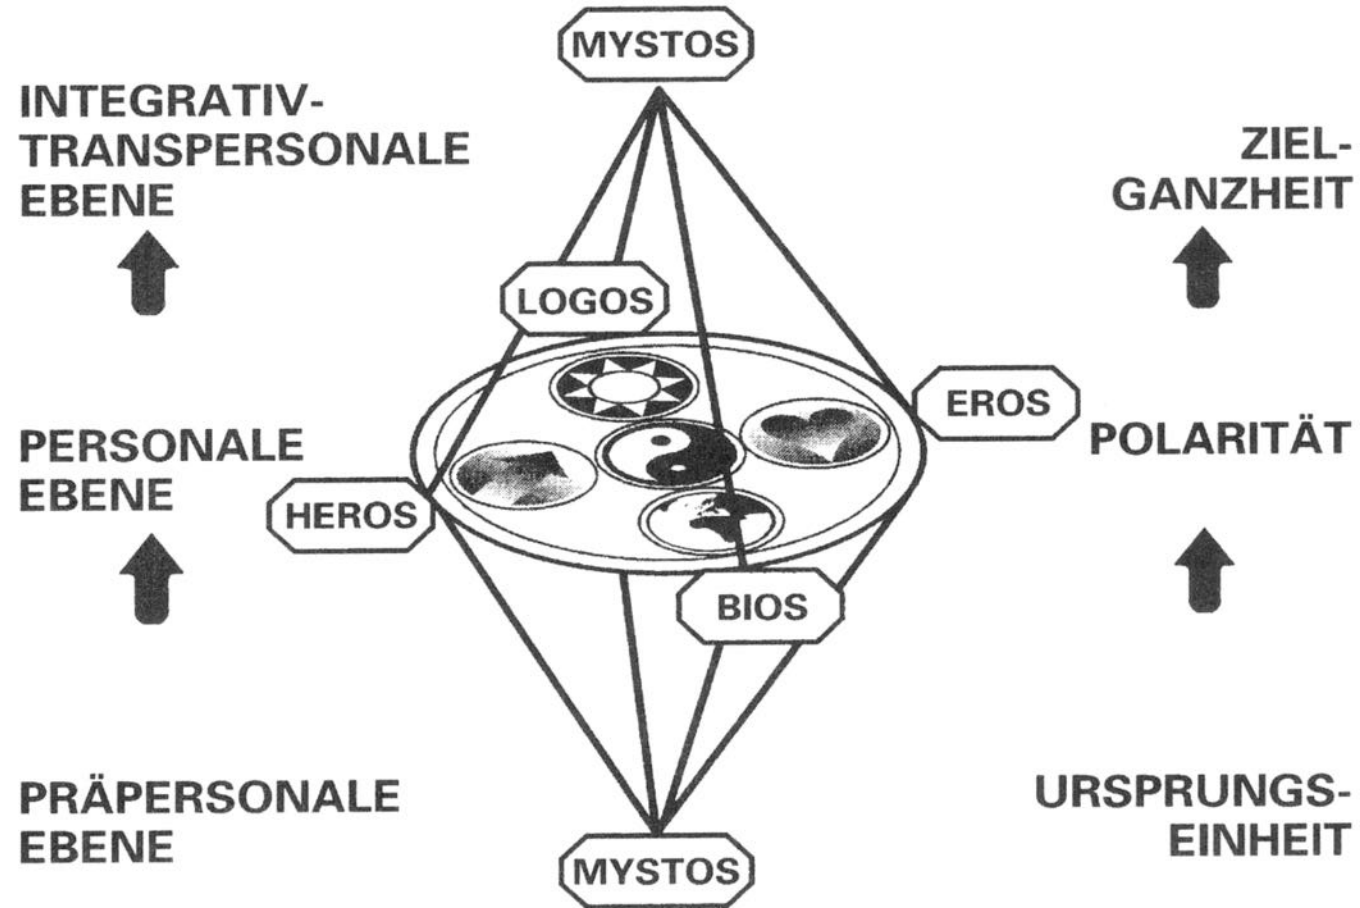 MYSTOS
INTEGRATIV-
TRANSPERSONALE
EBENE
ZIEL-
GANZHEIT
LOGOS
EROS
PERSONALE
EBENE
POLARITÄT
HEROS
BIOS
PRÄPERSONALE
EBENE
URSPRUNGS-
EINHEIT
MYSTOS